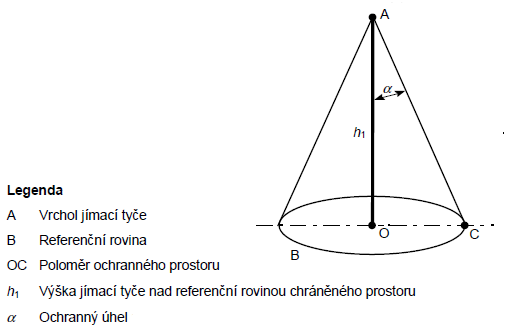 A
α
h1
O
C
B
Legenda
A Vrchol jímací tyče
B Referenční rovina
OC Poloměr ochranného prostoru
h1 Výška jímací tyče nad referenční rovinou chráněného prostoru
α Ochranný úhel